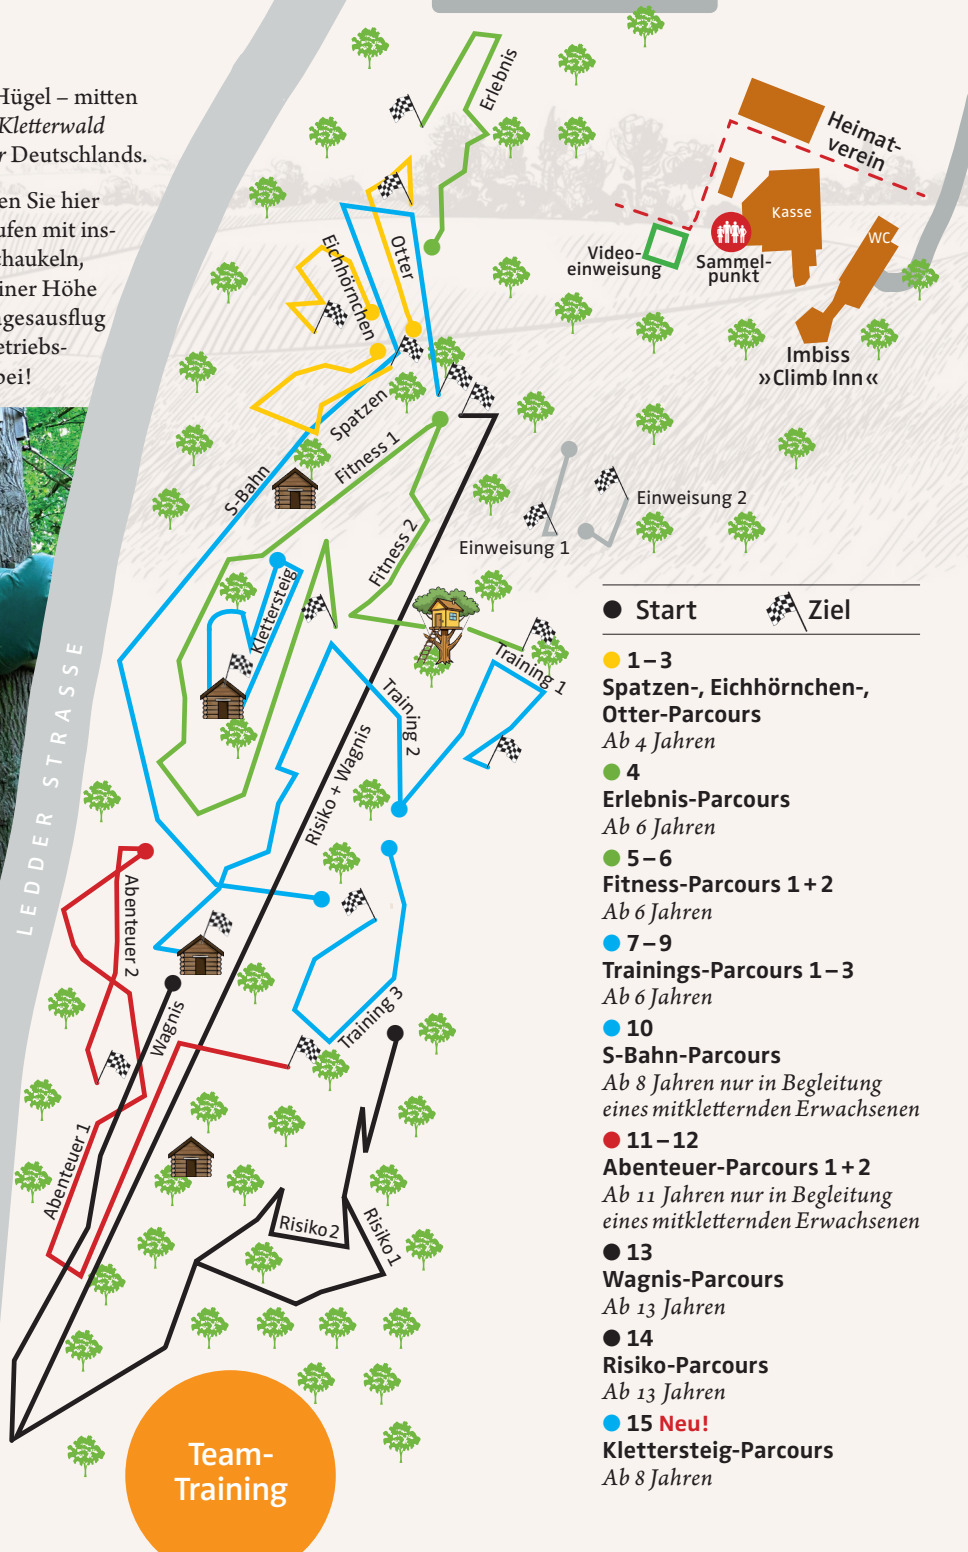 Hügel – mitten
Kletterwald
r Deutschlands.
en Sie hier
ufen mit ins-
chaukeln,
einer Höhe
gesausflug
etriebs-
bei!
LEDDER STRASSE
Erlebnis
Otter
Eichhörnchen
Spatzen
S-Bahn
Fitness 1
Fitness 2
Klettersteig
Einweisung 1
Einweisung 2
Training 1
Training 2
Risiko + Wagnis
Abenteuer 2
Wagnis
Training 3
Abenteuer 1
Risiko 2
Risiko 1
Team-
Training
Heimat-
verein
Kasse
WC
Video-
einweisung
Sammel-
punkt
Imbiss
»Climb Inn«
Start
Ziel
1–3
Spatzen-, Eichhörnchen-,
Otter-Parcours
Ab 4 Jahren
4
Erlebnis-Parcours
Ab 6 Jahren
5–6
Fitness-Parcours 1+2
Ab 6 Jahren
7–9
Trainings-Parcours 1–3
Ab 6 Jahren
10
S-Bahn-Parcours
Ab 8 Jahren nur in Begleitung
eines mitkletternden Erwachsenen
11–12
Abenteuer-Parcours 1+2
Ab 11 Jahren nur in Begleitung
eines mitkletternden Erwachsenen
13
Wagnis-Parcours
Ab 13 Jahren
14
Risiko-Parcours
Ab 13 Jahren
15 Neu!
Klettersteig-Parcours
Ab 8 Jahren